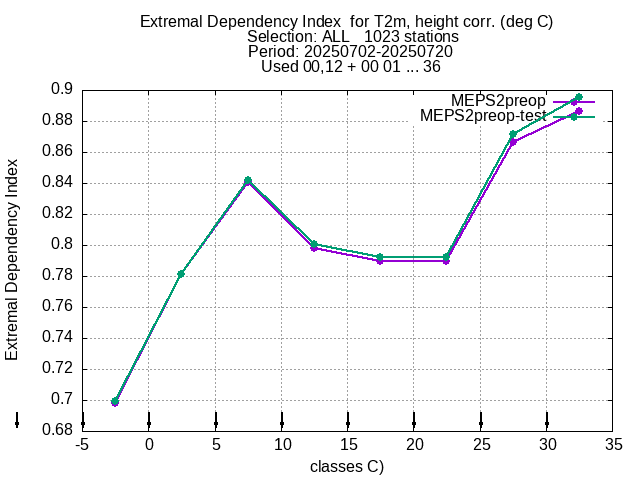 Extremal Dependency Index  for T2m, height corr. (deg C)
Selection: ALL   1023 stations
Period: 20250702-20250720
Used 00,12 + 00 01 ... 36
MEPS2preop
MEPS2preop-test
Extremal Dependency Index
0.9
0.88
0.86
0.84
0.82
0.8
0.78
0.76
0.74
0.72
0.7
0.68
-5 0 5 10 15 20 25 30 35
classes C)